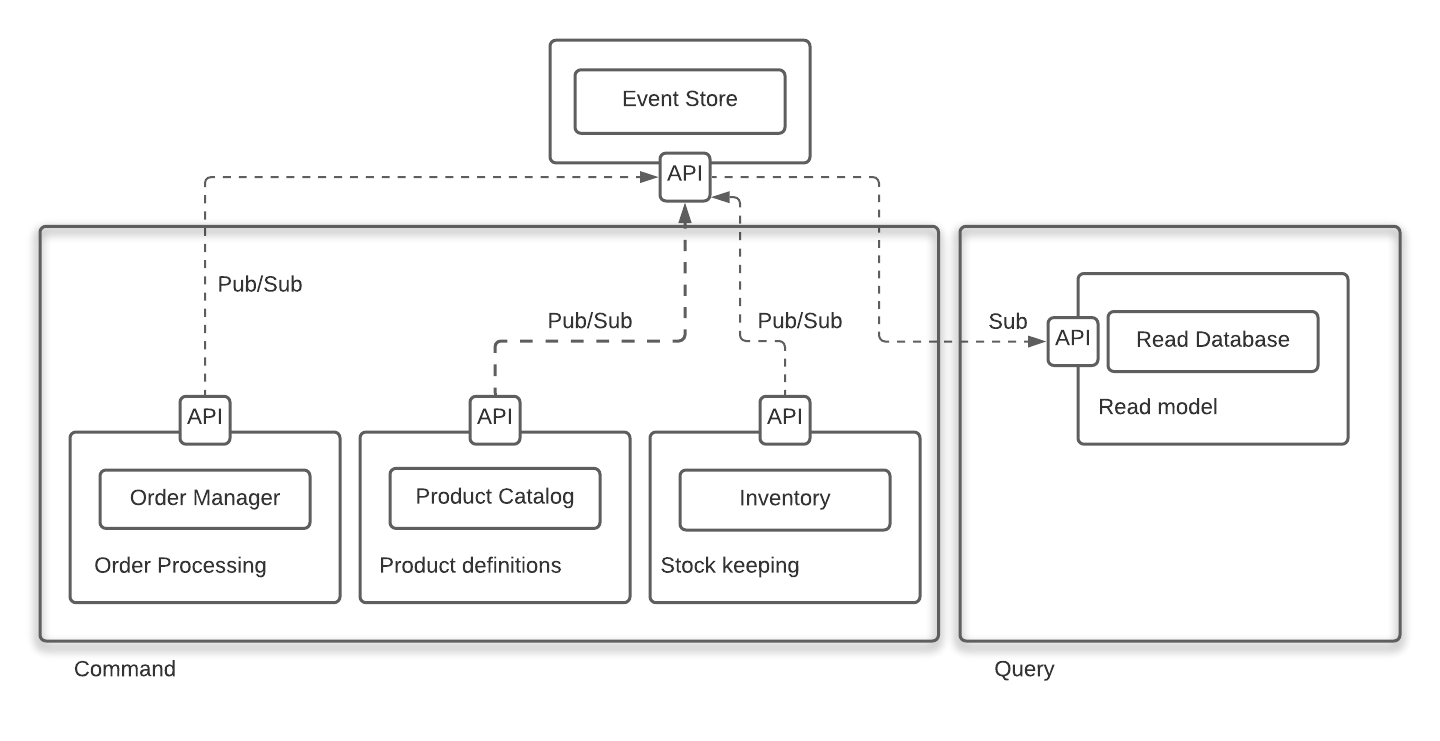 Event Store
API
Pub/Sub
Pub/Sub
Pub/Sub
Sub
API
Read Database
Read model
API
API
API
Order Manager
Product Catalog
Inventory
Order Processing
Product definitions
Stock keeping
Command
Query